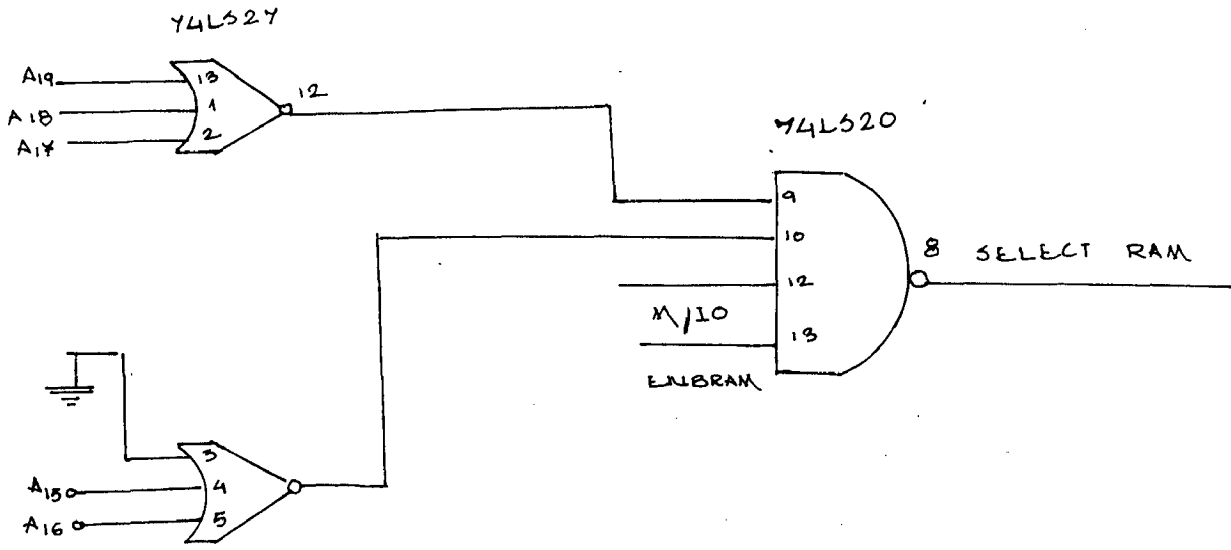 74LS27
A19
13
A18
1
12
A17
2
74LS20
9
10
8 SELECT RAM
12
M/IO
13
ENBRAM
3
A15
4
A16
5